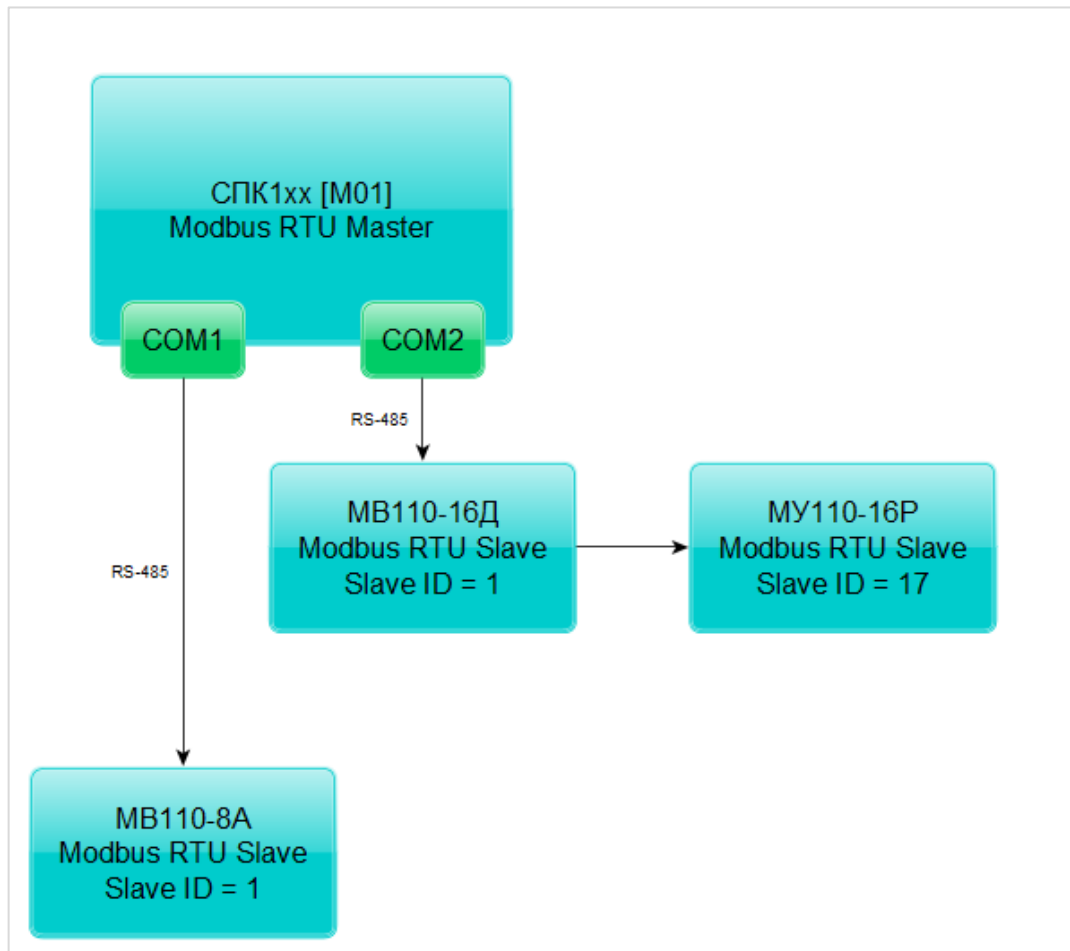 СПК1xx [M01]
Modbus RTU Master
COM1
COM2
RS-485
RS-485
МВ110-16Д
Modbus RTU Slave
Slave ID = 1
МУ110-16Р
Modbus RTU Slave
Slave ID = 17
МВ110-8А
Modbus RTU Slave
Slave ID = 1